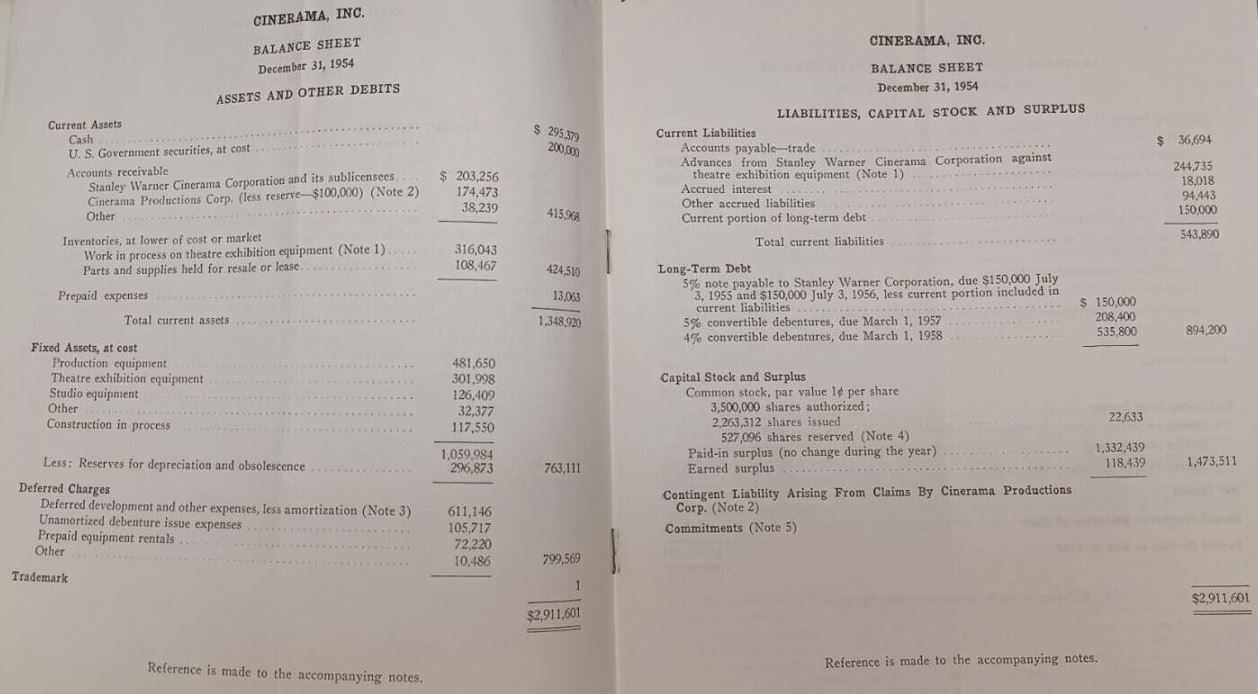 CINERAMA, INC.
BALANCE SHEET
December 31, 1954
ASSETS AND OTHER DEBITS
Current Assets
Cash $ 295,379
U. S. Government securities, at cost 200,000
Accounts receivable
Stanley Warner Cinerama Corporation and its sublicensees $ 203,256
Cinerama Productions Corp. (less reserve—$100,000) (Note 2) 174,473
Other 38,239 415,968
Inventories, at lower of cost or market
Work in process on theatre exhibition equipment (Note 1) 316,043
Parts and supplies held for resale or lease 108,467 424,510
Prepaid expenses 13,063
Total current assets 1,348,920
Fixed Assets, at cost
Production equipment 481,650
Theatre exhibition equipment 301,998
Studio equipment 126,409
Other 32,377
Construction in process 117,550
1,059,984
Less: Reserves for depreciation and obsolescence 296,873 763,111
Deferred Charges
Deferred development and other expenses, less amortization (Note 3) 611,146
Unamortized debenture issue expenses 105,717
Prepaid equipment rentals 72,220
Other 10,486 799,569
Trademark 1
$2,911,601
Reference is made to the accompanying notes.
CINERAMA, INC.
BALANCE SHEET
December 31, 1954
LIABILITIES, CAPITAL STOCK AND SURPLUS
Current Liabilities
Accounts payable—trade $ 36,694
Advances from Stanley Warner Cinerama Corporation against
theatre exhibition equipment (Note 1) 244,735
Accrued interest 18,018
Other accrued liabilities 94,443
Current portion of long-term debt 150,000
Total current liabilities 543,890
Long-Term Debt
5% note payable to Stanley Warner Corporation, due $150,000 July
3, 1955 and $150,000 July 3, 1956, less current portion included in
current liabilities $ 150,000
5% convertible debentures, due March 1, 1957 208,400
4% convertible debentures, due March 1, 1958 535,800 894,200
Capital Stock and Surplus
Common stock, par value 1¢ per share
3,500,000 shares authorized;
2,263,312 shares issued 22,633
527,096 shares reserved (Note 4)
Paid-in surplus (no change during the year) 1,332,439
Earned surplus 118,439 1,473,511
Contingent Liability Arising From Claims By Cinerama Productions
Corp. (Note 2)
Commitments (Note 5)
$2,911,601
Reference is made to the accompanying notes.